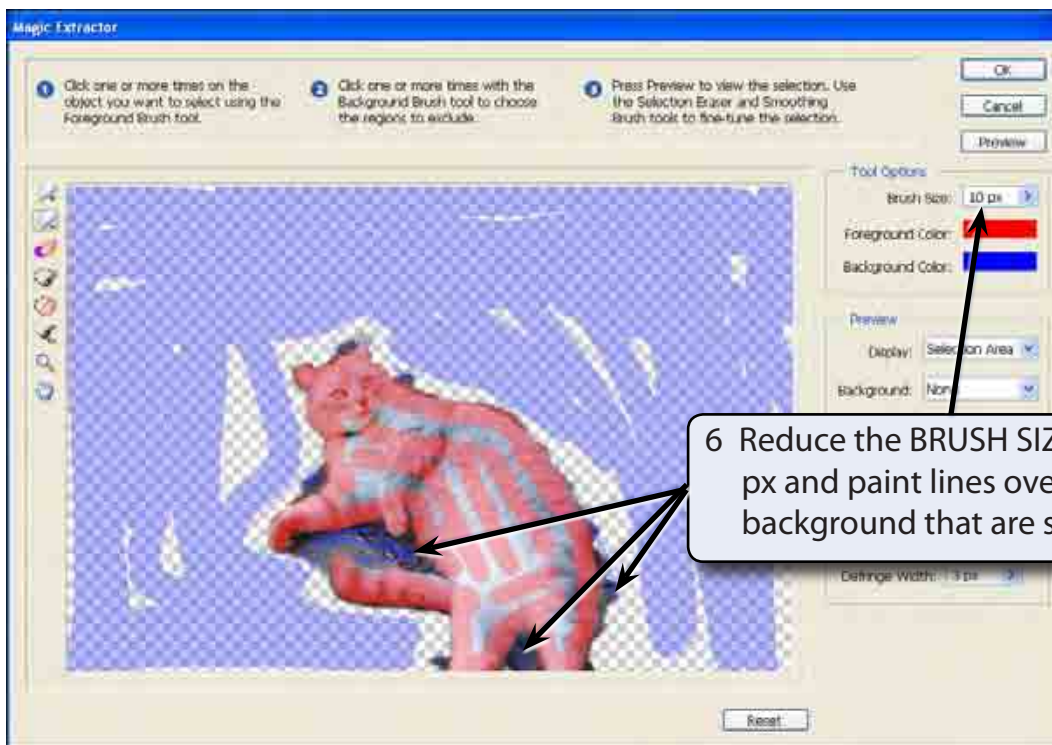 Magic Extractor
1 Click one or more times on the
object you want to select using the
Foreground Brush tool.
2 Click one or more times with the
Background Brush tool to choose
the regions to exclude.
3 Press Preview to view the selection. Use
the Selection Eraser and Smoothing
Brush tools to fine-tune the selection.
OK
Cancel
Preview
Tool Options
Brush Size: 10 px
Foreground Color:
Background Color:
Preview
Display: Selection Area
Background: None
6 Reduce the BRUSH SIZ
px and paint lines ove
background that are s
Defringe Width: 3 px
Reset